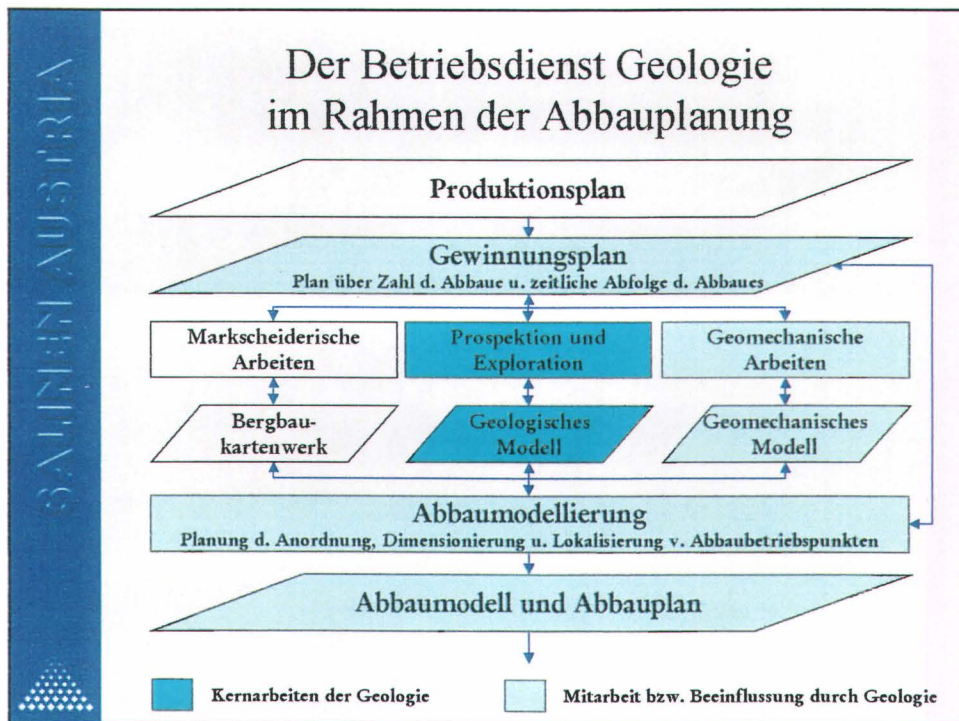 SALINEN AUSTRIA
Der Betriebsdienst Geologie
im Rahmen der Abbauplanung
Produktionsplan
Gewinnungsplan
Plan über Zahl d. Abbaue u. zeitliche Abfolge d. Abbaues
Markscheiderische
Arbeiten
Prospektion und
Exploration
Geomechanische
Arbeiten
Bergbau-
kartenwerk
Geologisches
Modell
Geomechanisches
Modell
Abbaumodellierung
Planung d. Anordnung, Dimensionierung u. Lokalisierung v. Abbaubetriebspunkten
Abbaumodell und Abbauplan
Kernarbeiten der Geologie
Mitarbeit bzw. Beeinflussung durch Geologie